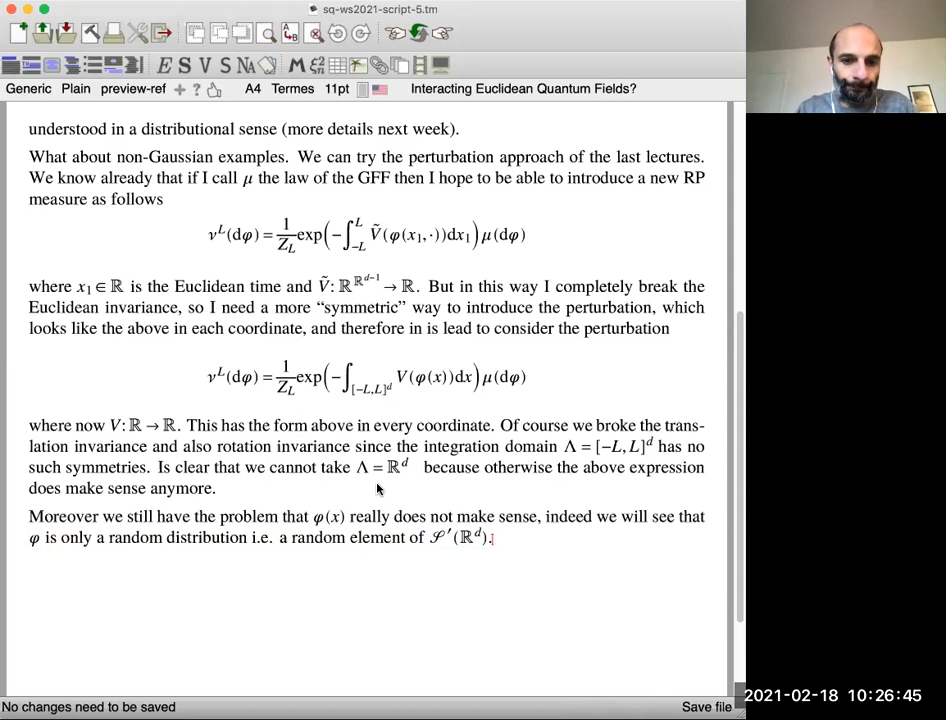 sq-ws2021-script-5.tm
Generic Plain preview-ref A4 Termes 11pt Interacting Euclidean Quantum Fields?
understood in a distributional sense (more details next week).
What about non-Gaussian examples. We can try the perturbation approach of the last lectures.
We know already that if I call μ the law of the GFF then I hope to be able to introduce a new RP
measure as follows
ν^L(dφ) = 1/Z_L exp(−∫_{−L}^{L} Ṽ(φ(x₁,·))dx₁) μ(dφ)
where x₁ ∈ ℝ is the Euclidean time and Ṽ: ℝ^{ℝ^{d−1}} → ℝ. But in this way I completely break the
Euclidean invariance, so I need a more “symmetric” way to introduce the perturbation, which
looks like the above in each coordinate, and therefore in is lead to consider the perturbation
ν^L(dφ) = 1/Z_L exp(−∫_{[−L,L]^d} V(φ(x))dx) μ(dφ)
where now V: ℝ → ℝ. This has the form above in every coordinate. Of course we broke the trans-
lation invariance and also rotation invariance since the integration domain Λ = [−L, L]^d has no
such symmetries. Is clear that we cannot take Λ = ℝ^d because otherwise the above expression
does make sense anymore.
Moreover we still have the problem that φ(x) really does not make sense, indeed we will see that
φ is only a random distribution i.e. a random element of 𝒮′(ℝ^d).
No changes need to be saved Save file
2021-02-18 10:26:45